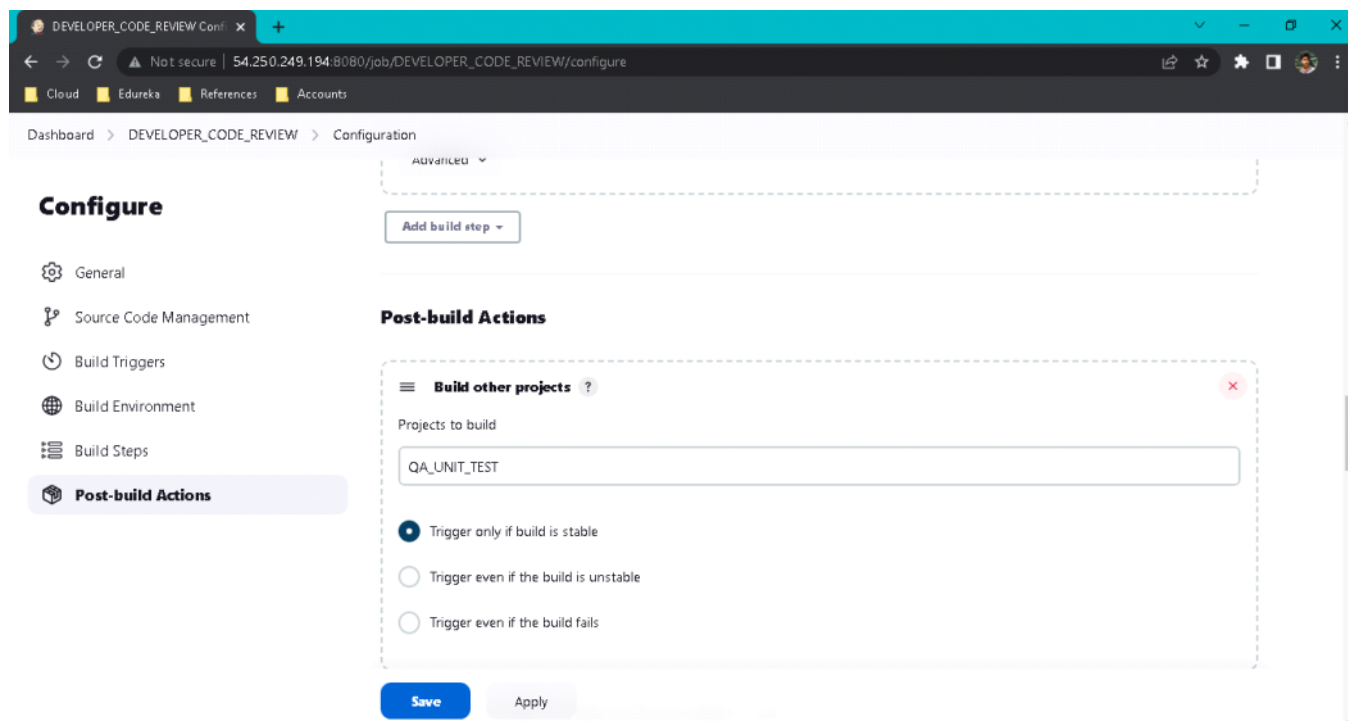 DEVELOPER_CODE_REVIEW Confi
Not secure | 54.250.249.194:8080/job/DEVELOPER_CODE_REVIEW/configure
Cloud Edureka References Accounts
Dashboard > DEVELOPER_CODE_REVIEW > Configuration
Advanced
Configure
Add build step
General
Source Code Management
Post-build Actions
Build Triggers
Build other projects ?
Build Environment
Projects to build
Build Steps
QA_UNIT_TEST
Post-build Actions
Trigger only if build is stable
Trigger even if the build is unstable
Trigger even if the build fails
Save Apply